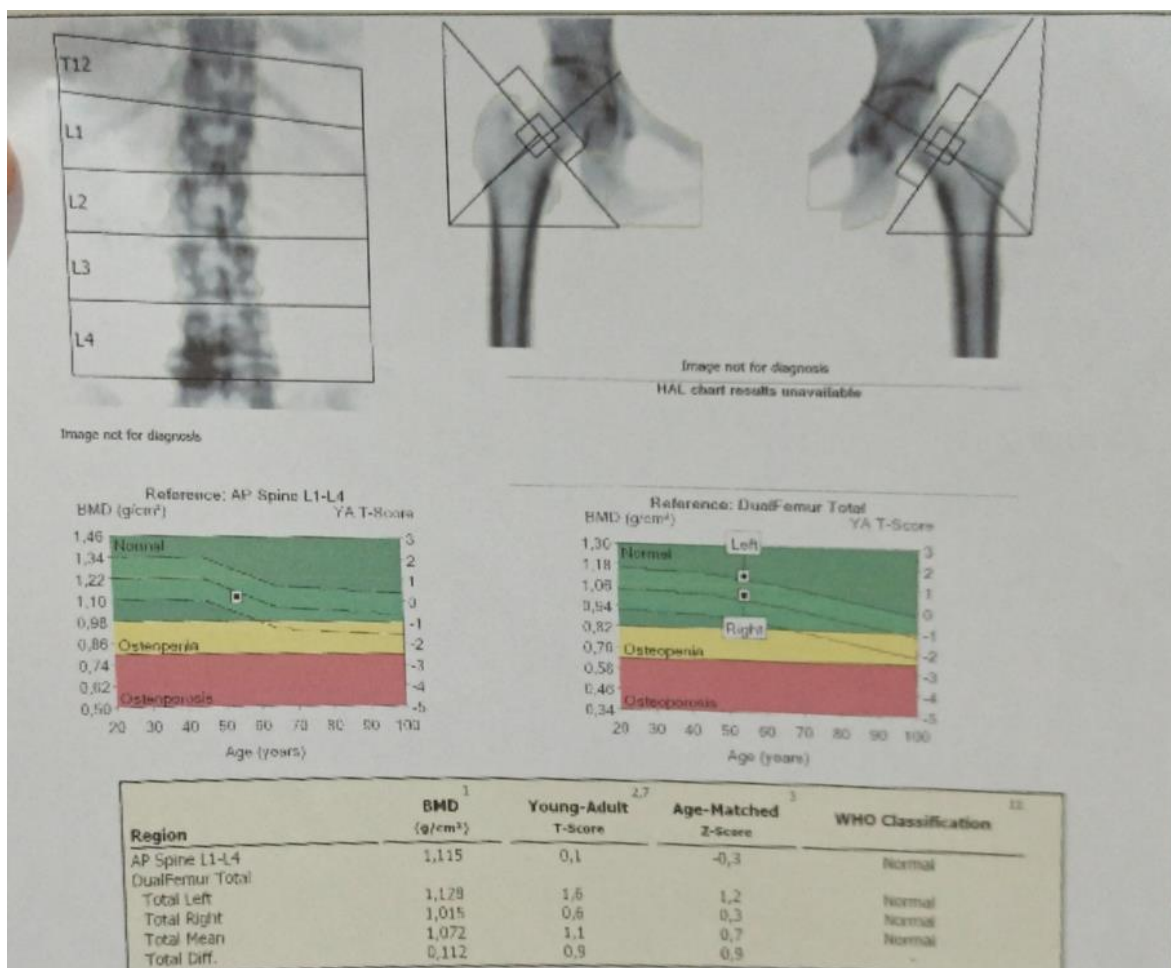 T12
L1
L2
L3
L4
Image not for diagnosis
Image not for diagnosis
HAL chart results unavailable
Reference: AP Spine L1-L4
BMD (g/cm²) YA T-Score
1,46 Normal 3
1,34 2
1,22 1
1,10 0
0,98 -1
0,86 Osteopenia -2
0,74 -3
0,62 -4
0,50 Osteoporosis -5
20 30 40 50 60 70 80 90 100
Age (years)
Reference: DualFemur Total
BMD (g/cm²) YA T-Score
1,30 Normal Left 3
1,18 2
1,06 1
0,94 0
0,82 Right -1
0,70 Osteopenia -2
0,58 -3
0,46 -4
0,34 Osteoporosis -5
20 30 40 50 60 70 80 90 100
Age (years)
1 2,7 3
BMD Young-Adult Age-Matched WHO Classification
Region (g/cm²) T-Score Z-Score
AP Spine L1-L4 1,115 0,1 -0,3 Normal
DualFemur Total
Total Left 1,128 1,6 1,2 Normal
Total Right 1,015 0,6 0,3 Normal
Total Mean 1,072 1,1 0,7 Normal
Total Diff. 0,112 0,9 0,9 -